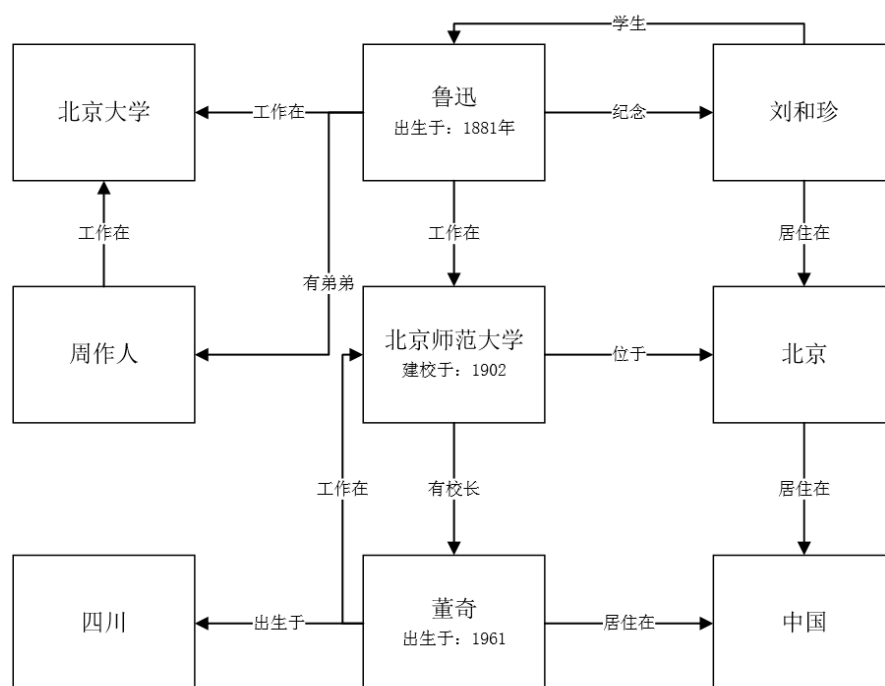 学生
北京大学
工作在
鲁迅
出生于：1881年
纪念
刘和珍
工作在
工作在
居住在
有弟弟
周作人
北京师范大学
建校于：1902
位于
北京
工作在
有校长
居住在
四川
出生于
董奇
出生于：1961
居住在
中国